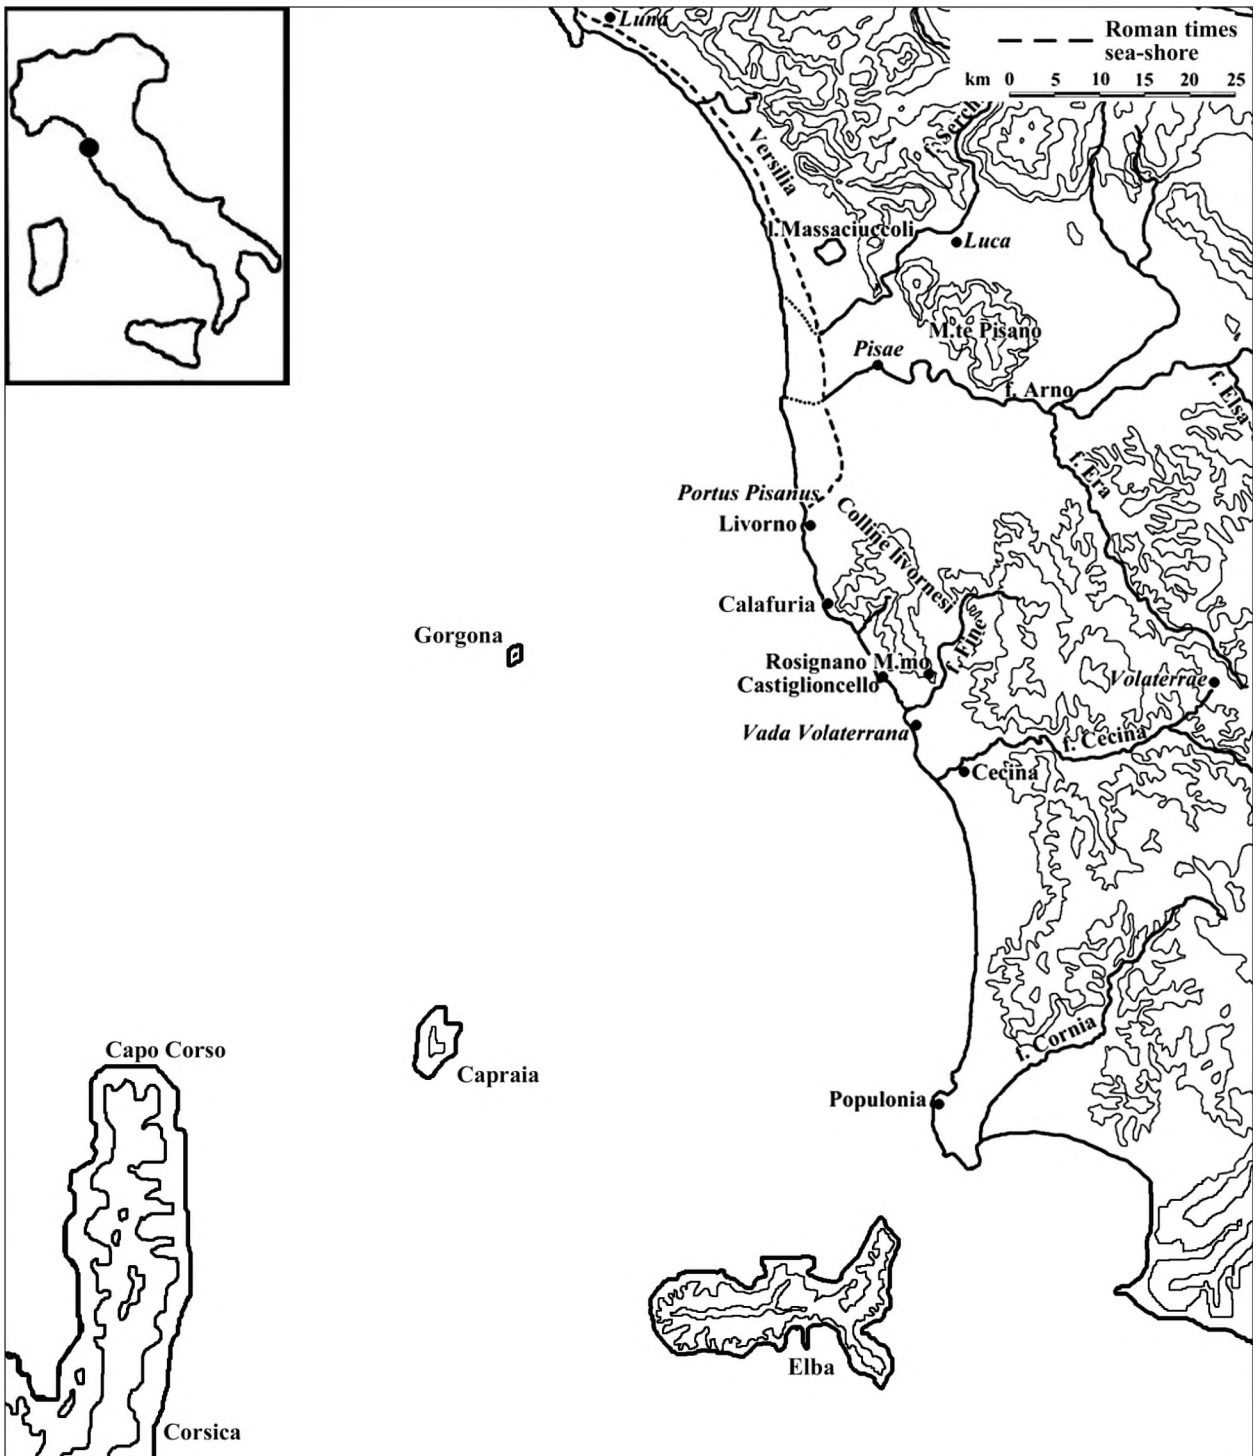 Luna
Roman times
sea-shore
km 0 5 10 15 20 25
f. Serch
Versilia
l.Massaciuccoli
Luca
M.te Pisano
Pisae
f. Arno
f. Elsa
f. Era
Portus Pisanus
Livorno
Colline livornesi
Calafuria
Gorgona
f. Fine
Rosignano M.mo
Castiglioncello
Volaterrae
Vada Volaterrana
f. Cecina
Cecina
f. Cornia
Capo Corso
Capraia
Populonia
Elba
Corsica